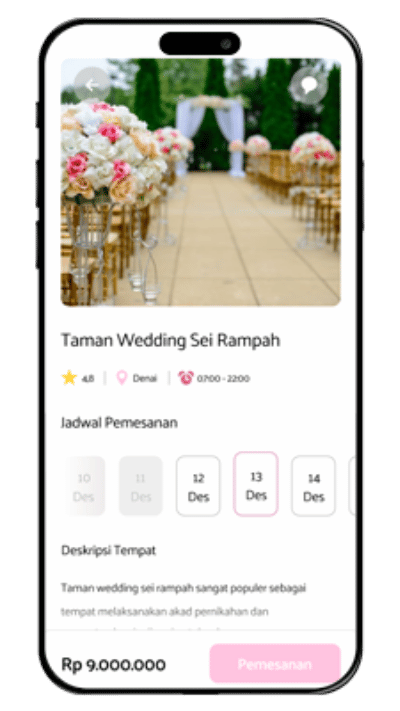 Taman Wedding Sei Rampah
4,8 | Denai | 07:00 - 22:00
Jadwal Pemesanan
10 Des
11 Des
12 Des
13 Des
14 Des
Deskripsi Tempat
Taman wedding sei rampah sangat populer sebagai
tempat melaksanakan akad pernikahan dan
Rp 9.000.000
Pemesanan